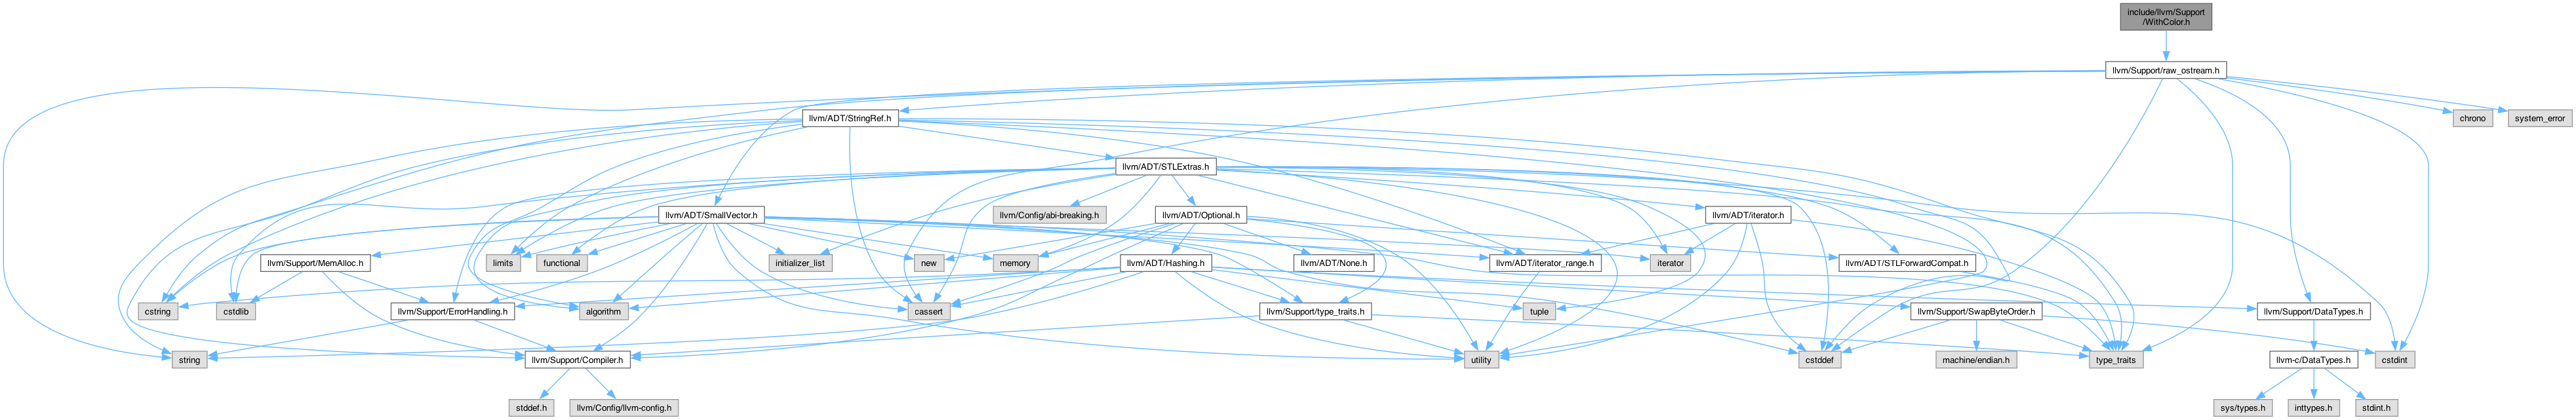 include/llvm/Support
/WithColor.h
llvm/Support/raw_ostream.h
llvm/ADT/StringRef.h
chrono
system_error
llvm/ADT/STLExtras.h
llvm/ADT/SmallVector.h
llvm/Config/abi-breaking.h
llvm/ADT/Optional.h
llvm/ADT/iterator.h
llvm/Support/MemAlloc.h
limits
functional
initializer_list
new
memory
llvm/ADT/Hashing.h
llvm/ADT/None.h
llvm/ADT/iterator_range.h
iterator
llvm/ADT/STLForwardCompat.h
cstring
cstdlib
llvm/Support/ErrorHandling.h
algorithm
cassert
tuple
llvm/Support/type_traits.h
llvm/Support/SwapByteOrder.h
llvm/Support/DataTypes.h
string
llvm/Support/Compiler.h
utility
cstddef
machine/endian.h
type_traits
llvm-c/DataTypes.h
cstdint
stddef.h
llvm/Config/llvm-config.h
sys/types.h
inttypes.h
stdint.h